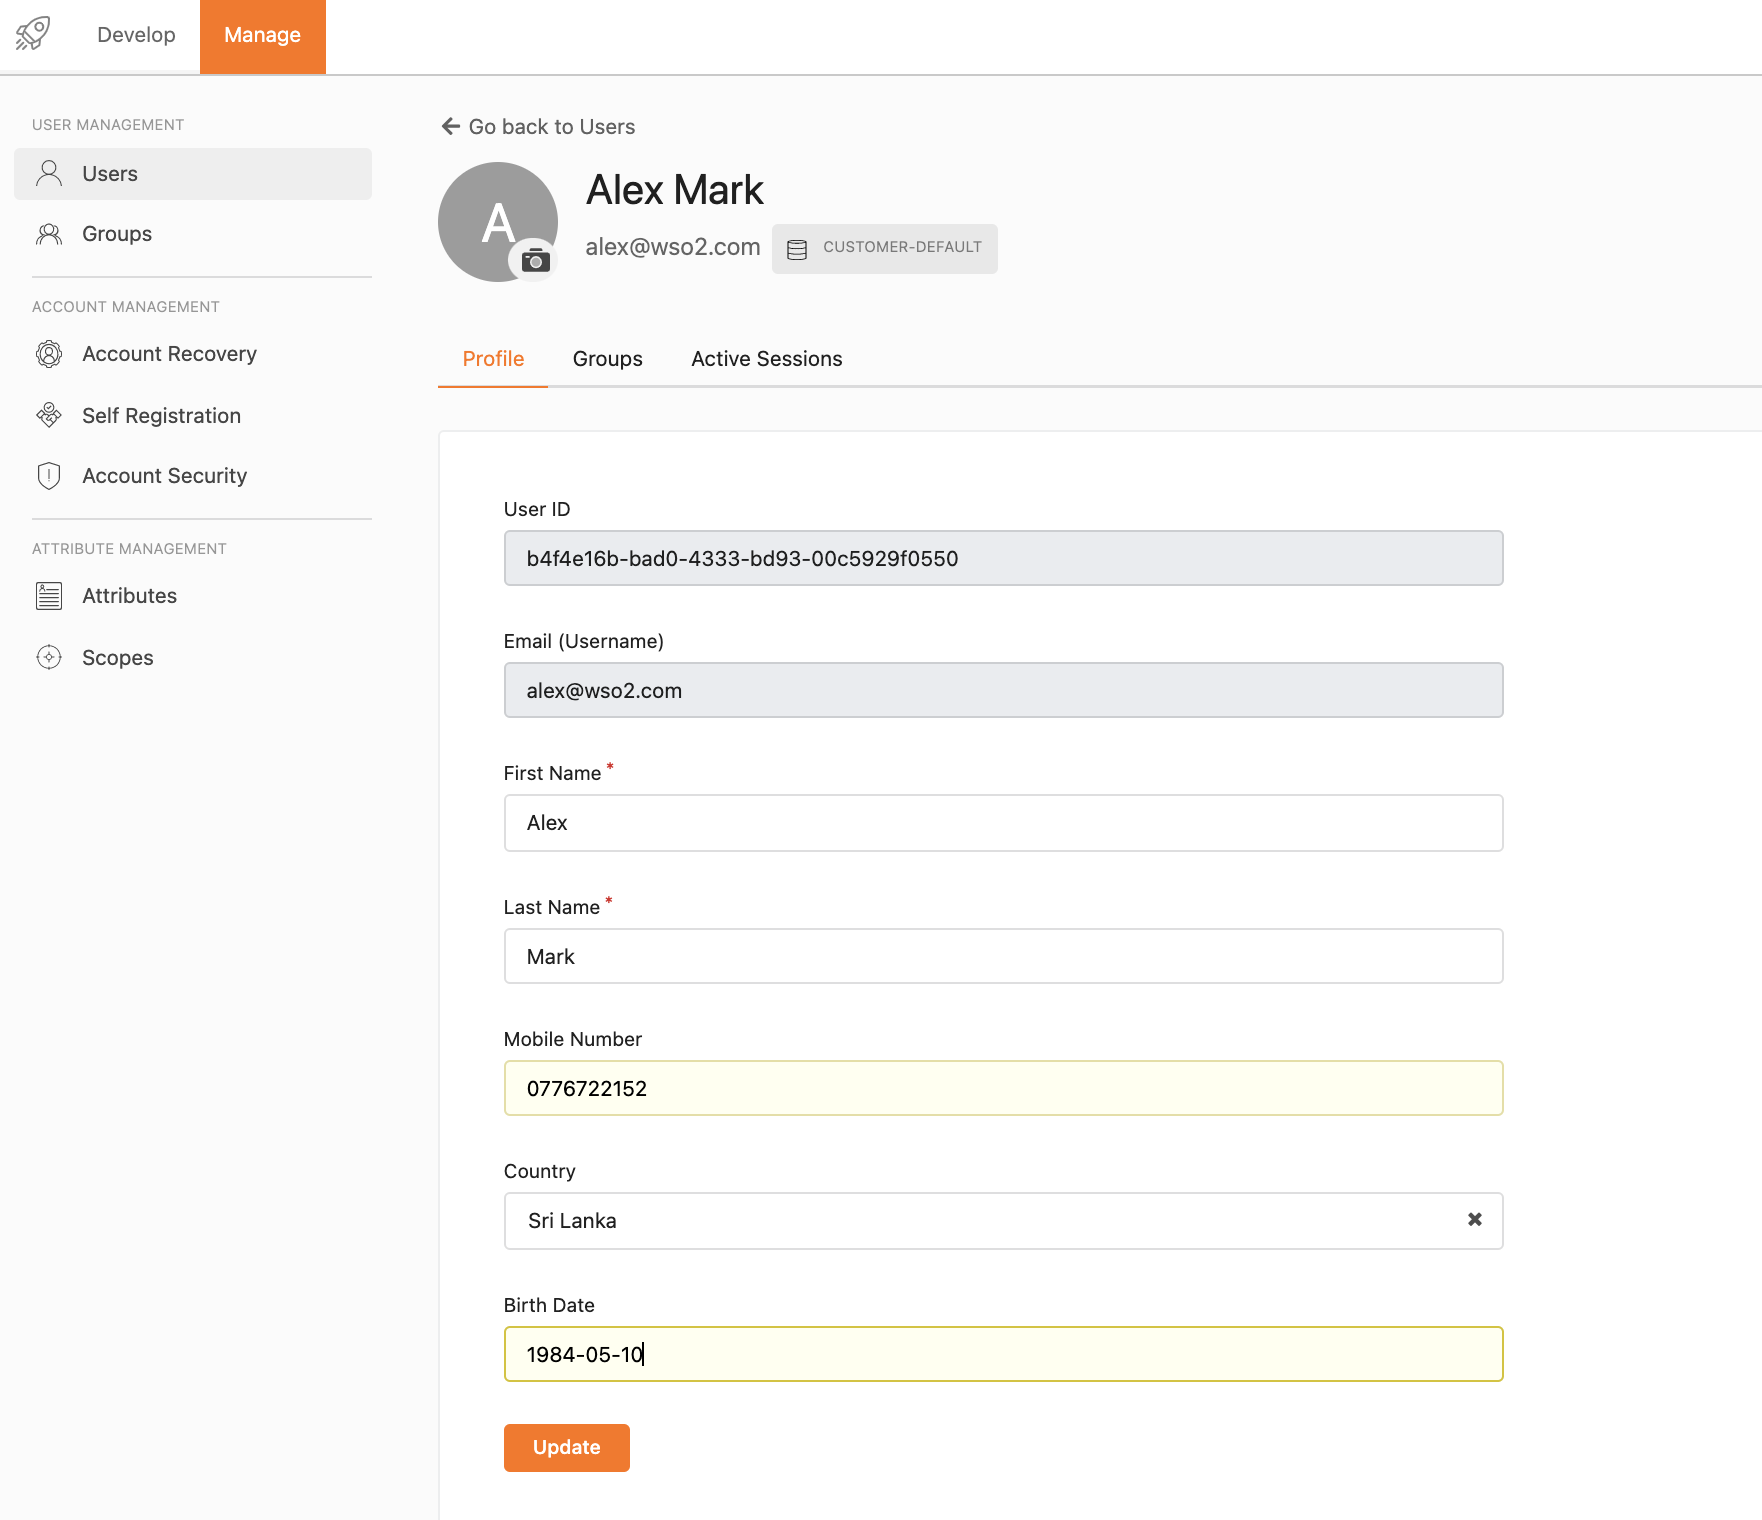 Develop
Manage
USER MANAGEMENT
Users
Groups
ACCOUNT MANAGEMENT
Account Recovery
Self Registration
Account Security
ATTRIBUTE MANAGEMENT
Attributes
Scopes
Go back to Users
A
Alex Mark
alex@wso2.com
CUSTOMER-DEFAULT
Profile
Groups
Active Sessions
User ID
b4f4e16b-bad0-4333-bd93-00c5929f0550
Email (Username)
alex@wso2.com
First Name *
Alex
Last Name *
Mark
Mobile Number
0776722152
Country
Sri Lanka
Birth Date
1984-05-10
Update